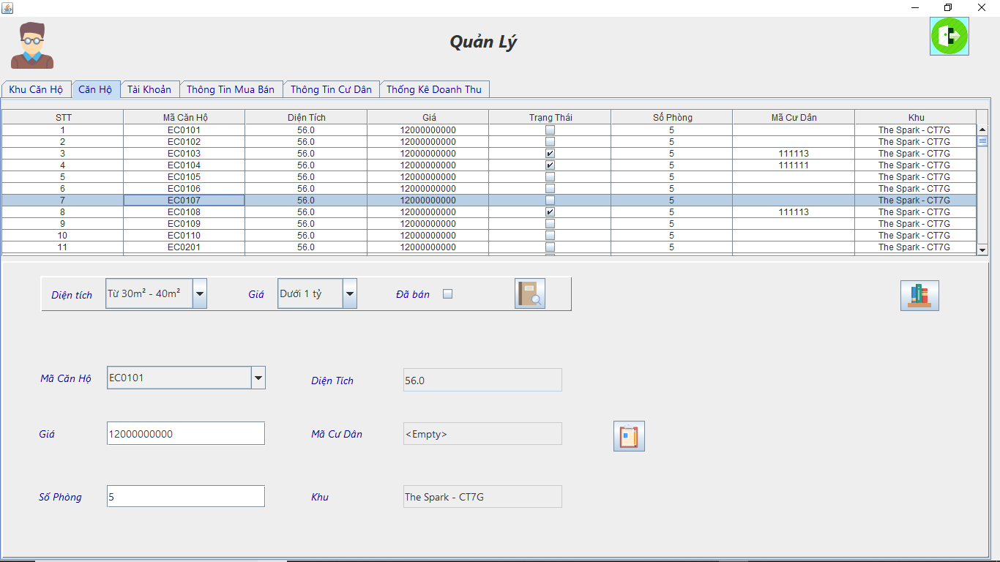 Quản Lý
Khu Căn Hộ Căn Hộ Tài Khoản Thông Tin Mua Bán Thông Tin Cư Dân Thống Kê Doanh Thu
STT Mã Căn Hộ Diện Tích Giá Trạng Thái Số Phòng Mã Cư Dân Khu
1 EC0101 56.0 12000000000 5 The Spark - CT7G
2 EC0102 56.0 12000000000 5 The Spark - CT7G
3 EC0103 56.0 12000000000 5 111113 The Spark - CT7G
4 EC0104 56.0 12000000000 5 111111 The Spark - CT7G
5 EC0105 56.0 12000000000 5 The Spark - CT7G
6 EC0106 56.0 12000000000 5 The Spark - CT7G
7 EC0107 56.0 12000000000 5 The Spark - CT7G
8 EC0108 56.0 12000000000 5 111113 The Spark - CT7G
9 EC0109 56.0 12000000000 5 The Spark - CT7G
10 EC0110 56.0 12000000000 5 The Spark - CT7G
11 EC0201 56.0 12000000000 5 The Spark - CT7G
Diện tích Từ 30m² - 40m² Giá Dưới 1 tỷ Đã bán
Mã Căn Hộ EC0101 Diện Tích 56.0
Giá 12000000000 Mã Cư Dân <Empty>
Số Phòng 5 Khu The Spark - CT7G